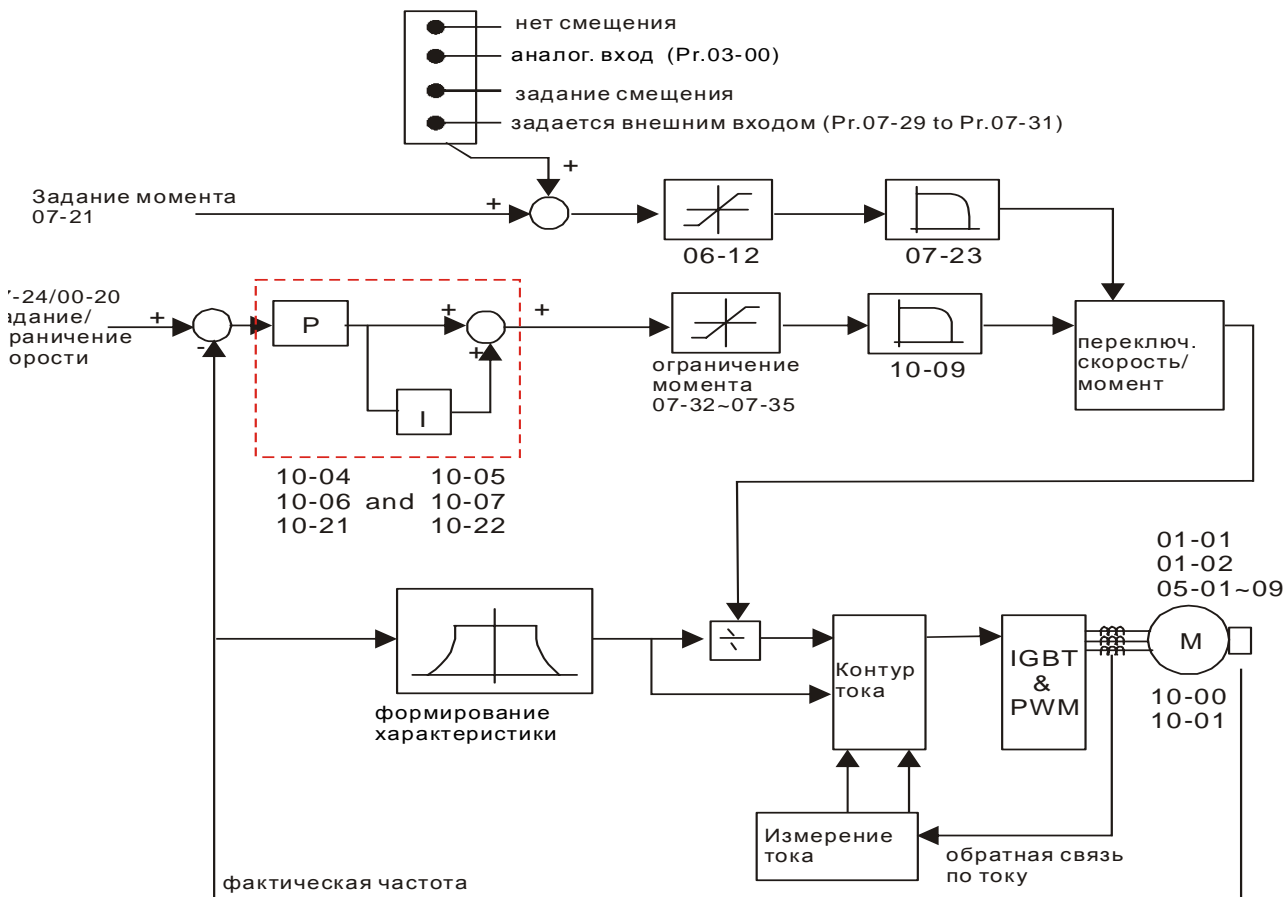 нет смещения
аналог. вход (Pr.03-00)
задание смещения
задается внешним входом (Pr.07-29 to Pr.07-31)
+
Задание момента
07-21
+
06-12
07-23
-24/00-20
адание/
раничение
орости
+
-
P
I
+
+
+
ограничение
момента
07-32~07-35
10-09
переключ.
скорость/
момент
10-04
10-06 and
10-21
10-05
10-07
10-22
формирование
характеристики
÷
Контур
тока
IGBT
&
PWM
01-01
01-02
05-01~09
M
10-00
10-01
Измерение
тока
обратная связь
по току
фактическая частота